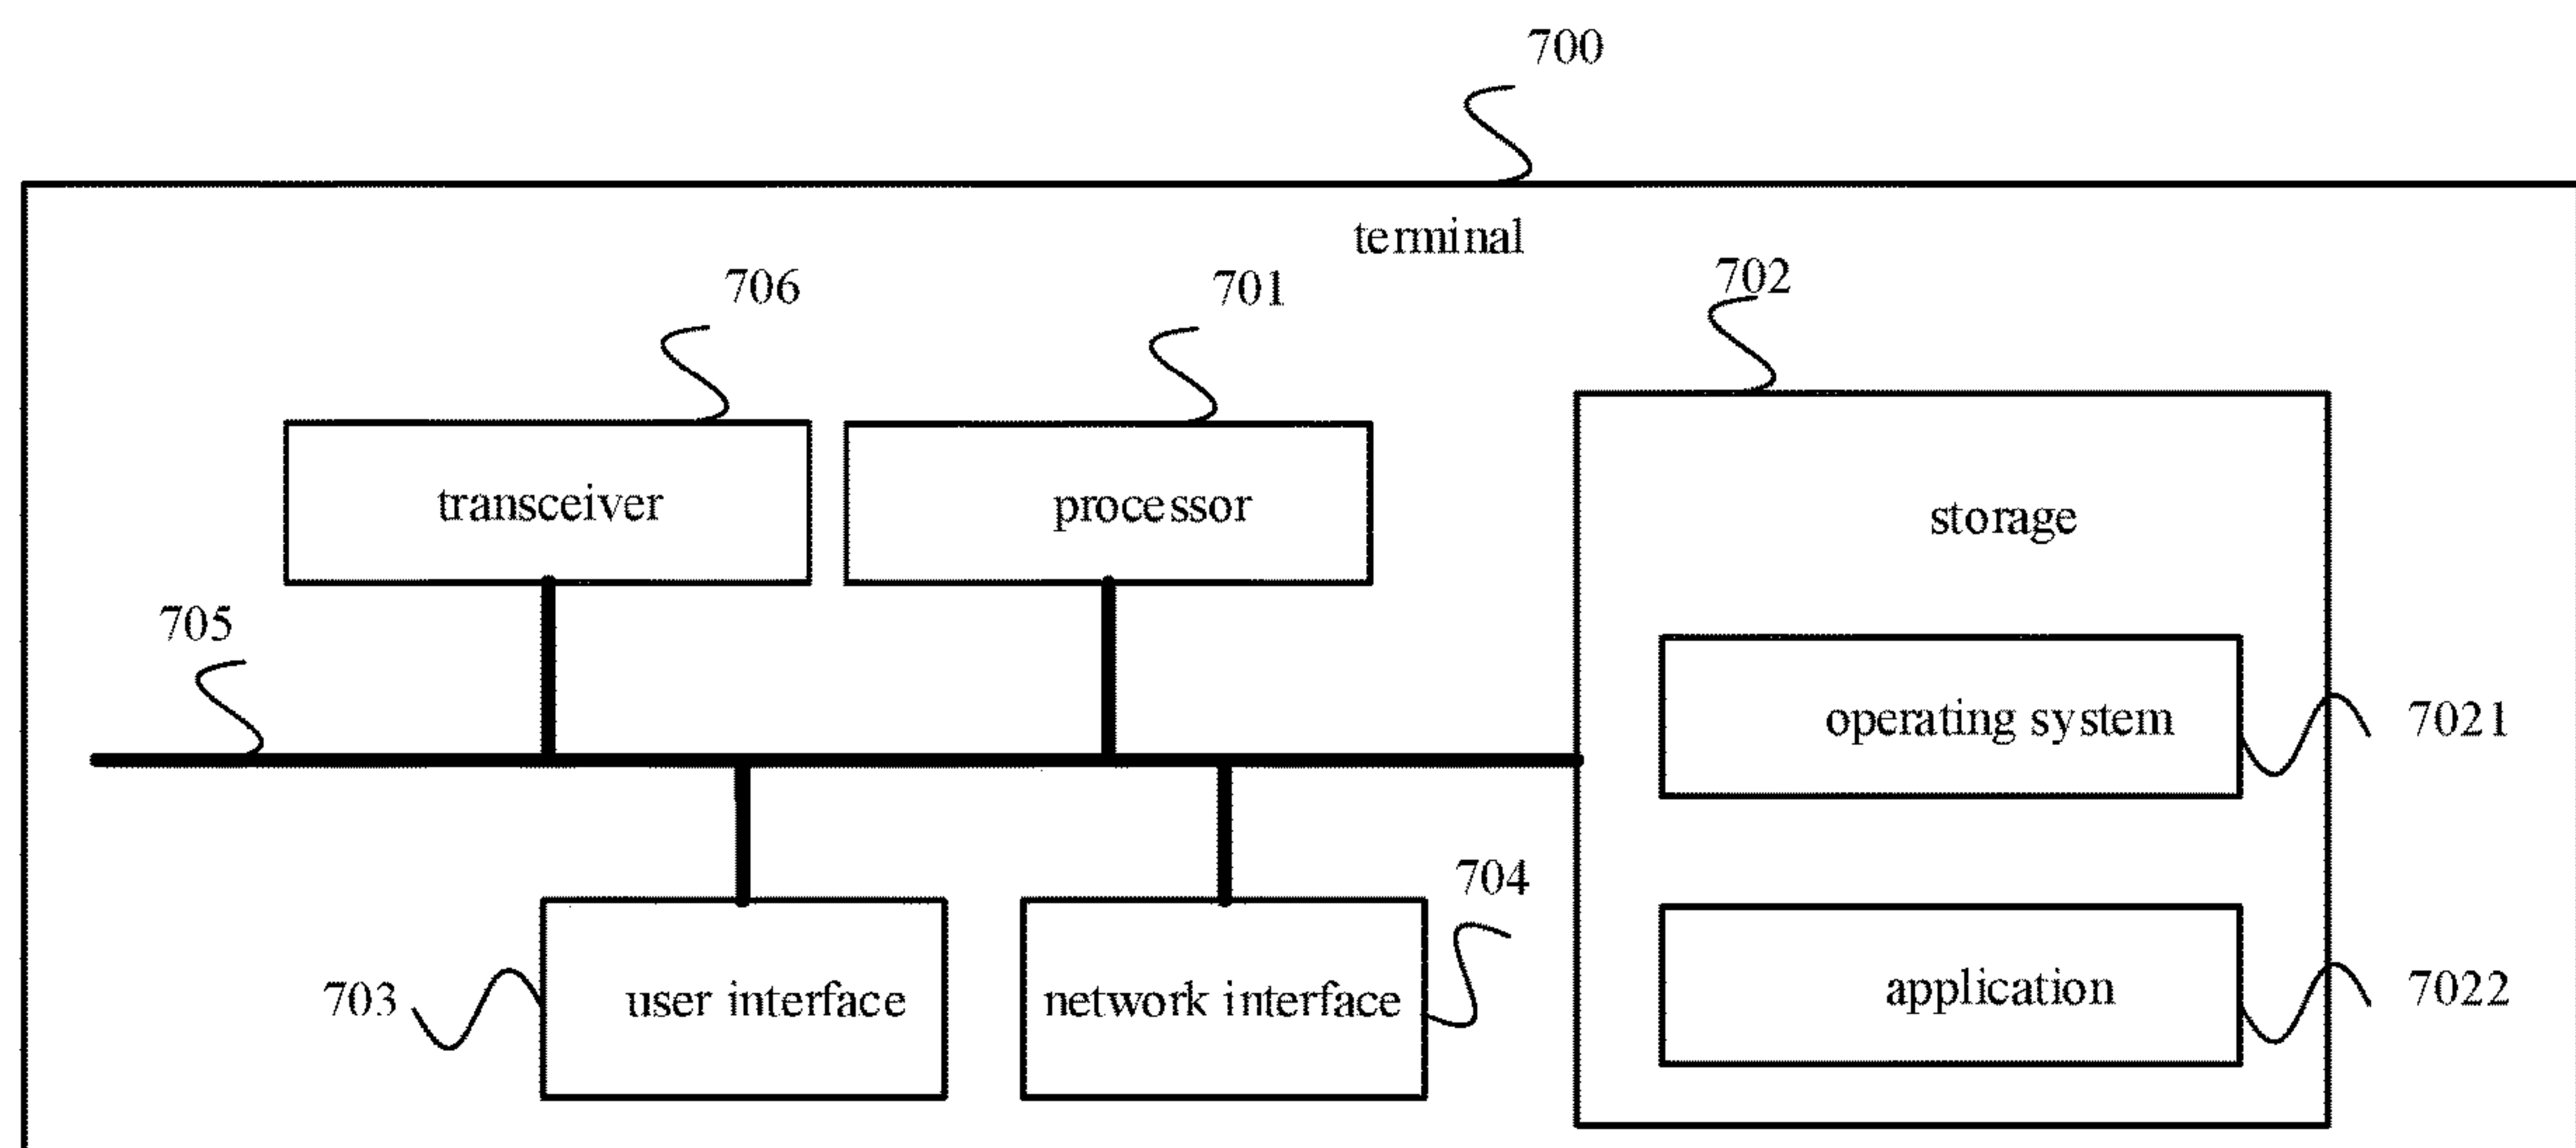 700
terminal
706
701
702
transceiver
processor
storage
705
operating system
7021
704
703
user interface
network interface
application
7022